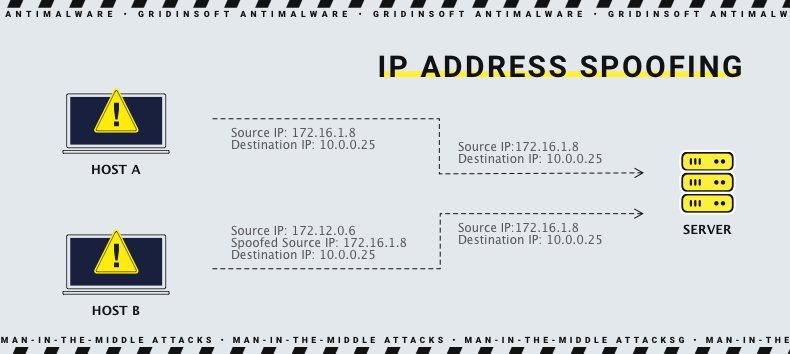 ANTIMALWARE • GRIDINSOFT ANTIMALWARE • GRIDINSOFT ANTIMALWARE • GRIDINSOFT ANTIMALWARE • GRIDINSOFT ANTIMALW
IP ADDRESS SPOOFING
Source IP: 172.16.1.8
Destination IP: 10.0.0.25
Source IP:172.16.1.8
Destination IP: 10.0.0.25
HOST A
Source IP: 172.12.0.6
Spoofed Source IP: 172.16.1.8
Destination IP: 10.0.0.25
Source IP:172.16.1.8
Destination IP: 10.0.0.25
SERVER
HOST B
MAN-IN-THE-MIDDLE ATTACKS • MAN-IN-THE-MIDDLE ATTACKSG • MAN-IN-THE-MIDDLE ATTACKSG • MAN-IN-THE